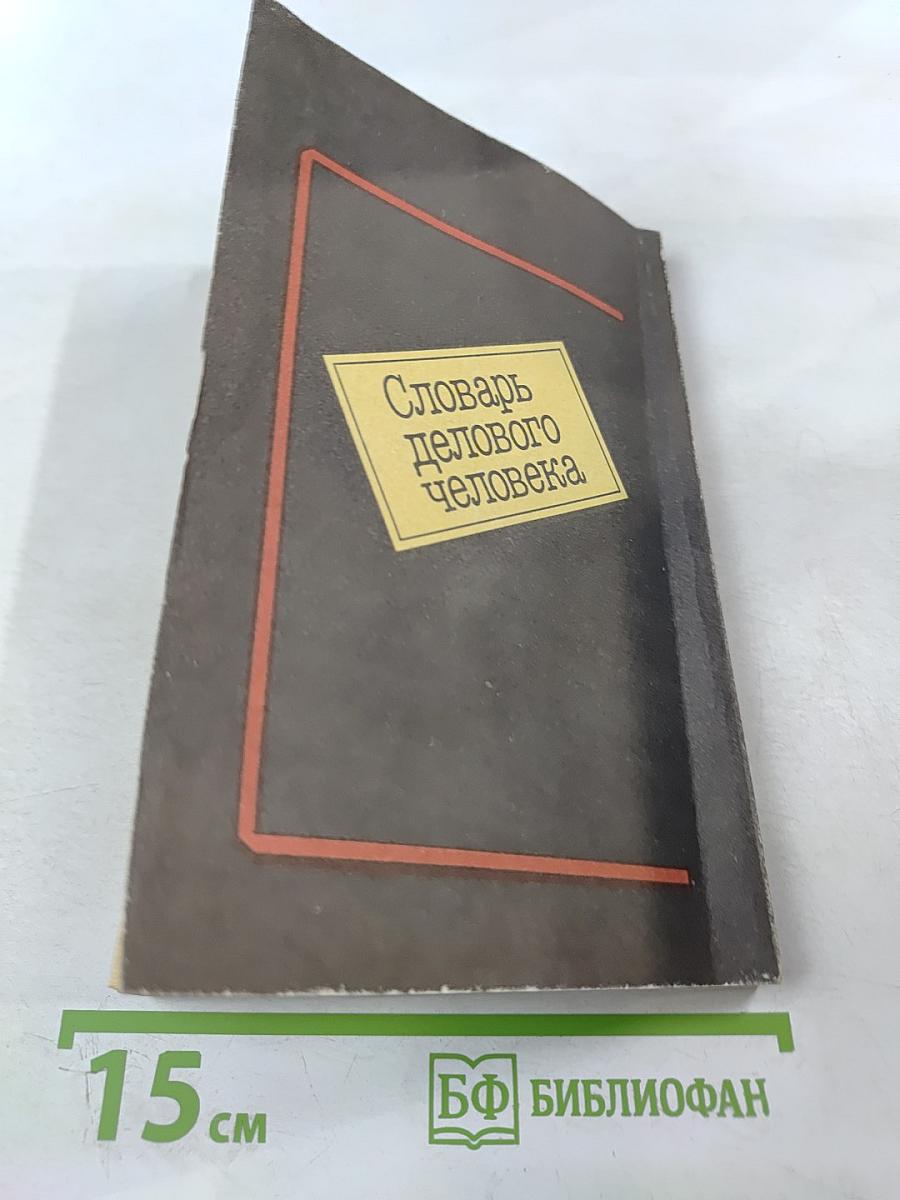 Словарь
делового
человека
15 см
БФ БИБЛИОФАН